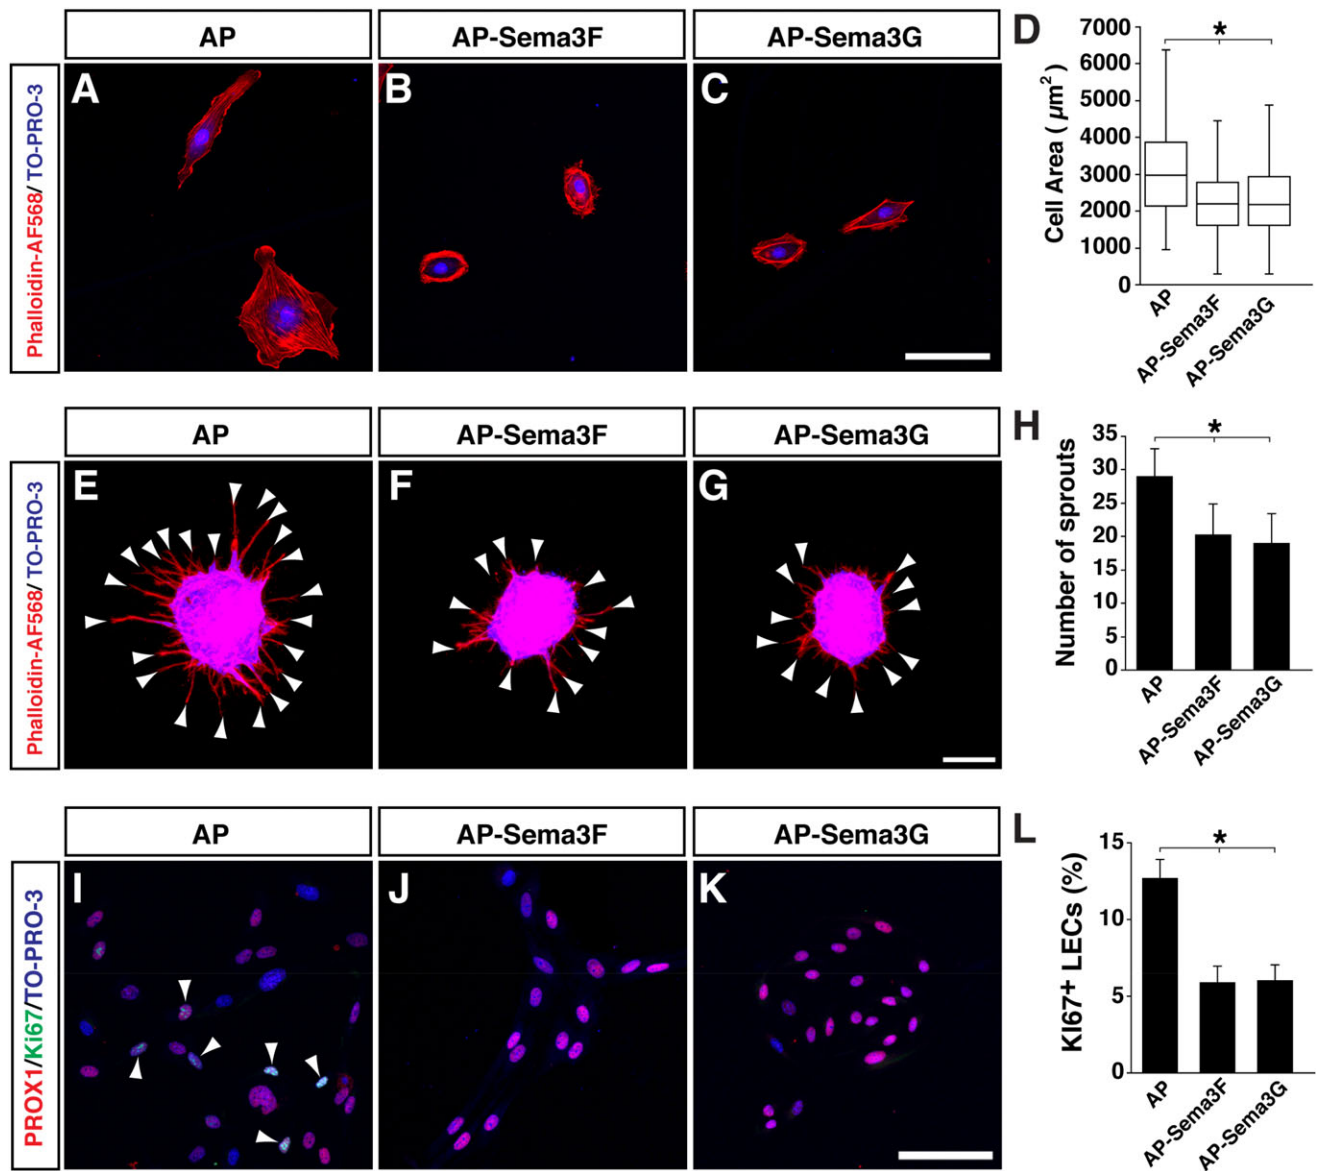 AP
AP-Sema3F
AP-Sema3G
Phalloidin-AF568/ TO-PRO-3
A
B
C
D
Cell Area ( µm²)
7000
6000
5000
4000
3000
2000
1000
0
*
AP
AP-Sema3F
AP-Sema3G
AP
AP-Sema3F
AP-Sema3G
Phalloidin-AF568/ TO-PRO-3
E
F
G
H
Number of sprouts
35
30
25
20
15
10
5
0
*
AP
AP-Sema3F
AP-Sema3G
AP
AP-Sema3F
AP-Sema3G
PROX1/Ki67/TO-PRO-3
I
J
K
L
KI67+ LECs (%)
15
10
5
0
*
AP
AP-Sema3F
AP-Sema3G